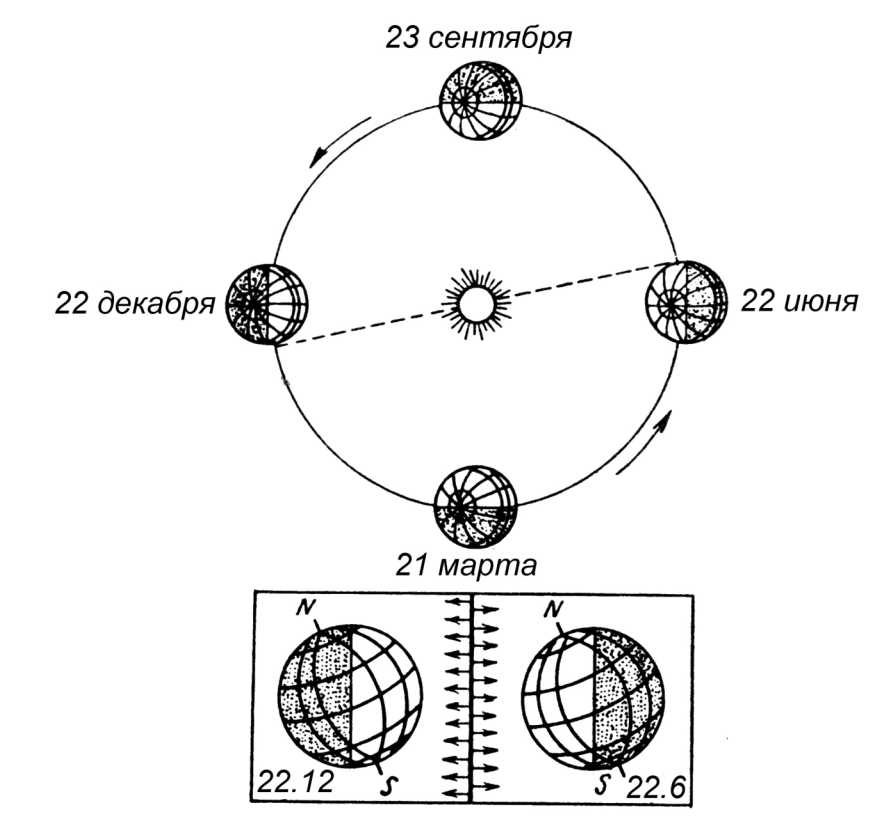 23 сентября
22 декабря
22 июня
21 марта
N
N
S
S
22.12
22.6